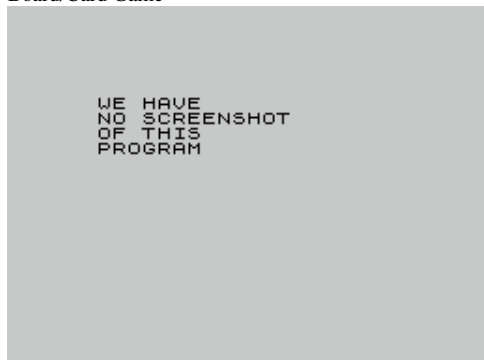 Board/Card Game
WE HAVE
NO SCREENSHOT
OF THIS
PROGRAM